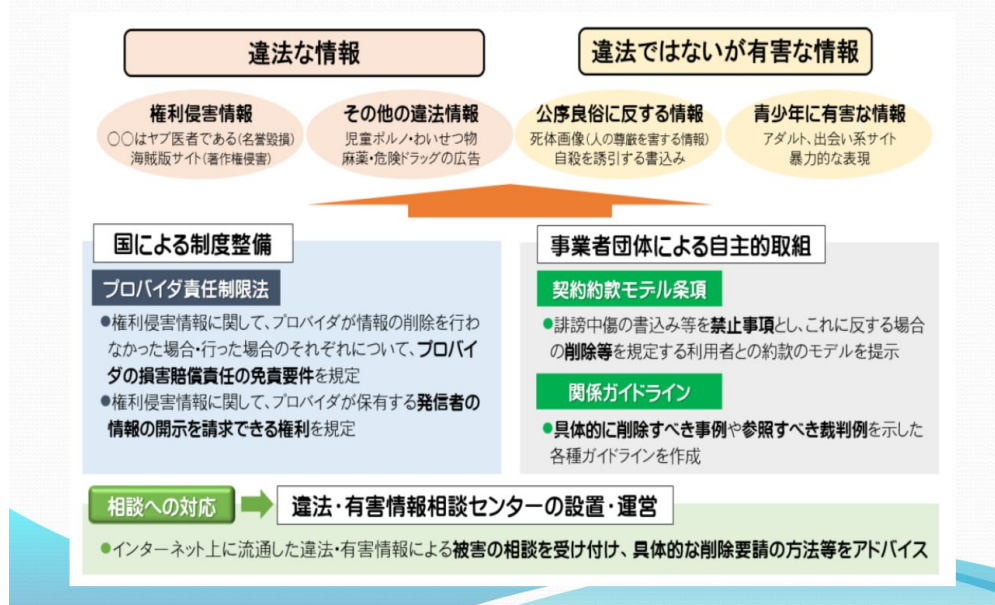 違法な情報
違法ではないが有害な情報
権利侵害情報
〇〇はヤブ医者である(名誉毀損)
海賊版サイト(著作権侵害)
その他の違法情報
児童ポルノ・わいせつ物
麻薬・危険ドラッグの広告
公序良俗に反する情報
死体画像(人の尊厳を害する情報)
自殺を誘引する書込み
青少年に有害な情報
アダルト、出会い系サイト
暴力的な表現
国による制度整備
プロバイダ責任制限法
●権利侵害情報に関して、プロバイダが情報の削除を行わ
なかった場合・行った場合のそれぞれについて、プロバイ
ダの損害賠償責任の免責要件を規定
●権利侵害情報に関して、プロバイダが保有する発信者の
情報の開示を請求できる権利を規定
事業者団体による自主的取組
契約約款モデル条項
●誹謗中傷の書込み等を禁止事項とし、これに反する場合
の削除等を規定する利用者との約款のモデルを提示
関係ガイドライン
●具体的に削除すべき事例や参照すべき裁判例を示した
各種ガイドラインを作成
相談への対応
違法・有害情報相談センターの設置・運営
●インターネット上に流通した違法・有害情報による被害の相談を受け付け、具体的な削除要請の方法等をアドバイス